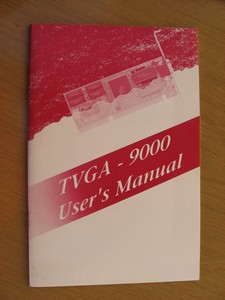 TVGA - 9000
User's Manual